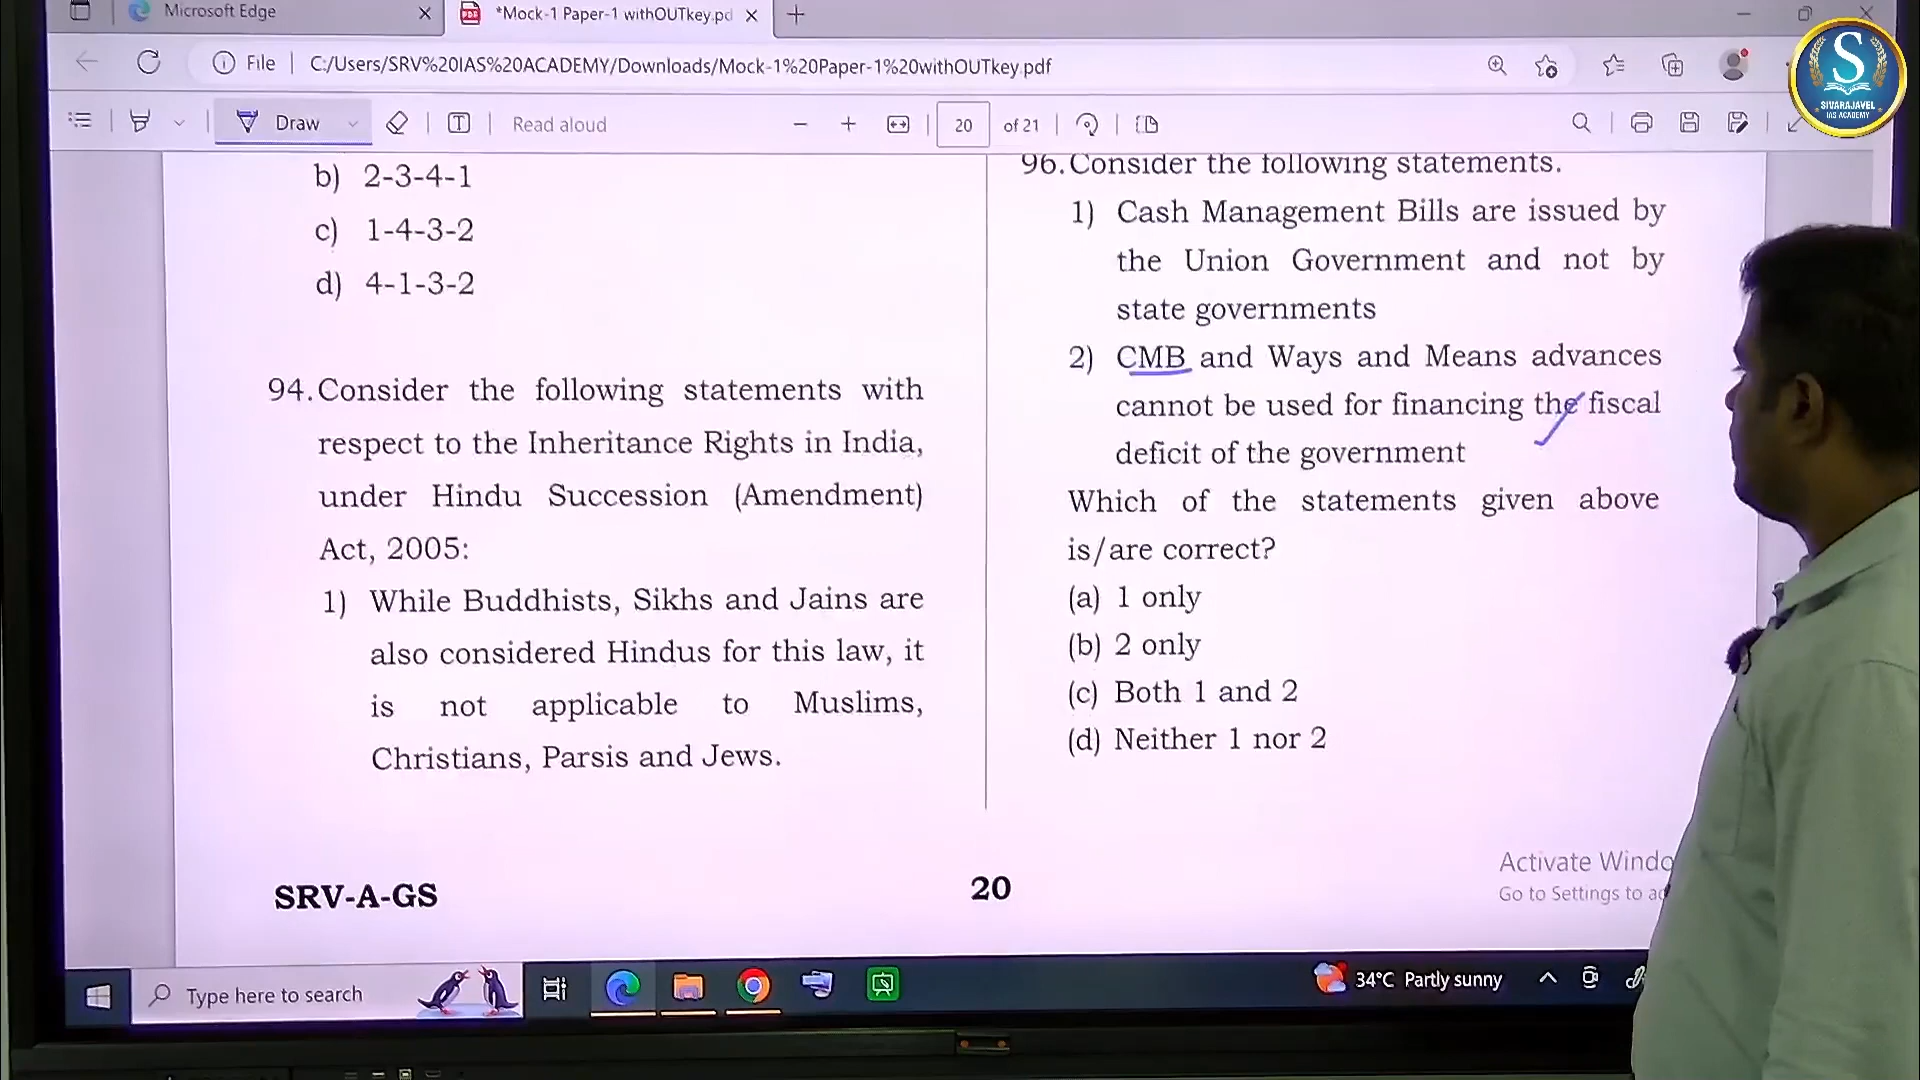 Microsoft Edge
*Mock-1 Paper-1 withOUTkey.pd
File
C:/Users/SRV%20IAS%20ACADEMY/Downloads/Mock-1%20Paper-1%20withOUTkey.pdf
S
SIVARAJAVEL
IAS ACADEMY
Draw
Read aloud
20
of 21
b) 2-3-4-1
c) 1-4-3-2
d) 4-1-3-2
94. Consider the following statements with
respect to the Inheritance Rights in India,
under Hindu Succession (Amendment)
Act, 2005:
1) While Buddhists, Sikhs and Jains are
also considered Hindus for this law, it
is not applicable to Muslims,
Christians, Parsis and Jews.
96. Consider the following statements.
1) Cash Management Bills are issued by
the Union Government and not by
state governments
2) CMB and Ways and Means advances
cannot be used for financing the fiscal
deficit of the government
Which of the statements given above
is/are correct?
(a) 1 only
(b) 2 only
(c) Both 1 and 2
(d) Neither 1 nor 2
Activate Windo
Go to Settings to ac
SRV-A-GS
20
Type here to search
34°C Partly sunny